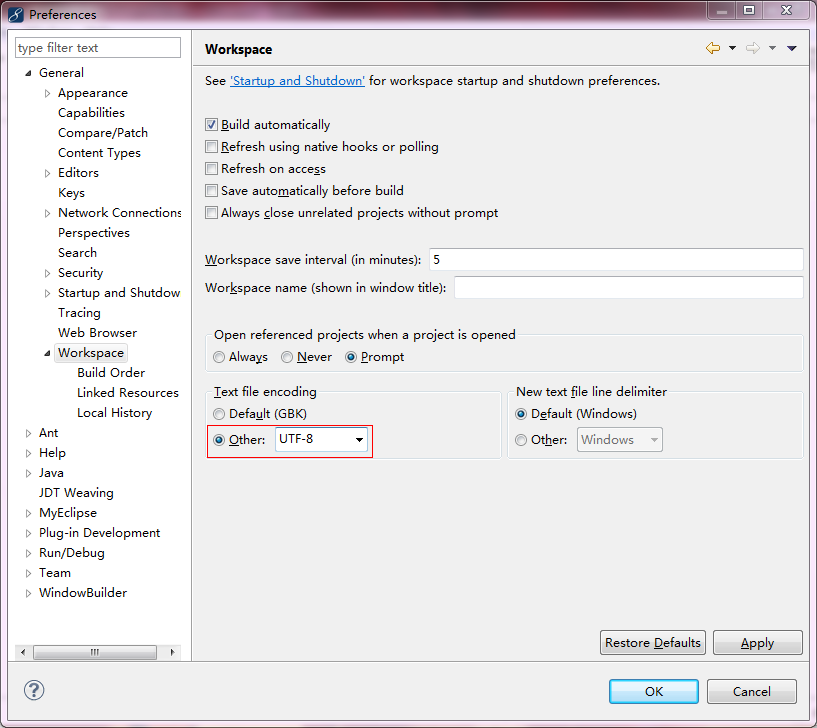 Preferences
type filter text
General
Appearance
Capabilities
Compare/Patch
Content Types
Editors
Keys
Network Connections
Perspectives
Search
Security
Startup and Shutdow
Tracing
Web Browser
Workspace
Build Order
Linked Resources
Local History
Ant
Help
Java
JDT Weaving
MyEclipse
Plug-in Development
Run/Debug
Team
WindowBuilder
Workspace
See 'Startup and Shutdown' for workspace startup and shutdown preferences.
Build automatically
Refresh using native hooks or polling
Refresh on access
Save automatically before build
Always close unrelated projects without prompt
Workspace save interval (in minutes): 5
Workspace name (shown in window title):
Open referenced projects when a project is opened
Always Never Prompt
Text file encoding
Default (GBK)
Other: UTF-8
New text file line delimiter
Default (Windows)
Other: Windows
Restore Defaults Apply
OK Cancel